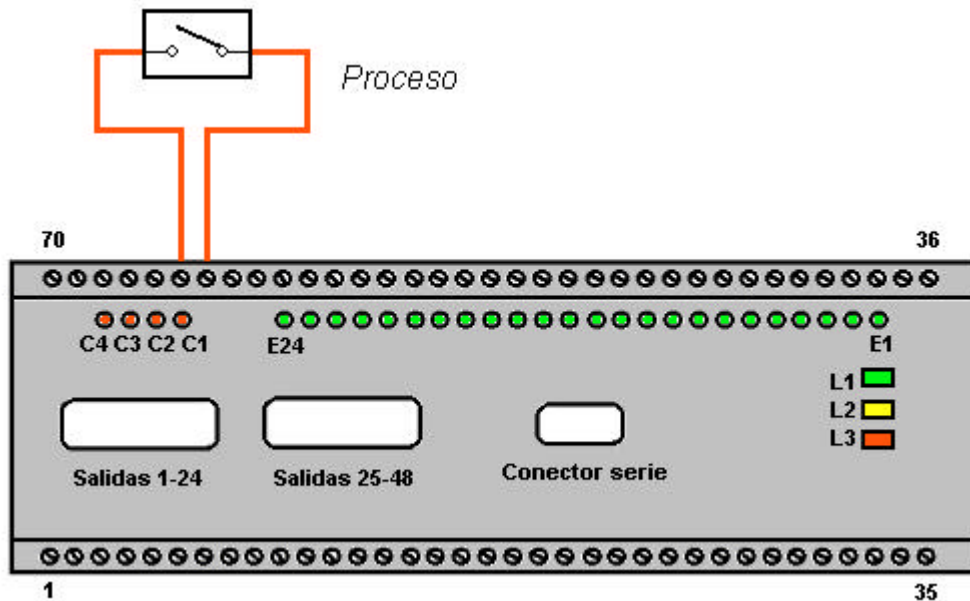 Proceso
70 36
C4 C3 C2 C1 E24 E1
L1
L2
L3
Salidas 1-24 Salidas 25-48 Conector serie
1 35